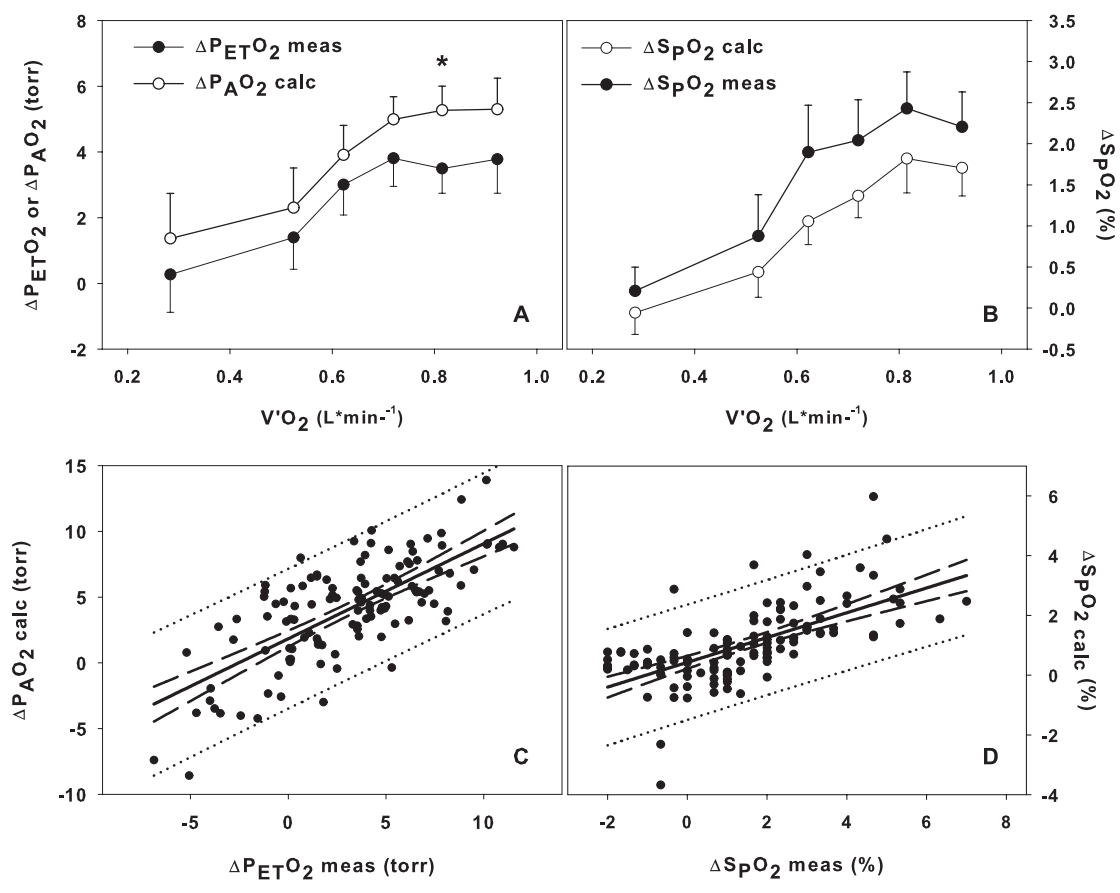 8
6
4
2
0
-2
ΔPETO2 or ΔPAO2 (torr)
ΔPETO2 meas
ΔPAO2 calc
*
A
0.2 0.4 0.6 0.8 1.0
V'O2 (L*min-1)
ΔSPO2 calc
ΔSPO2 meas
B
3.5
3.0
2.5
2.0
1.5
1.0
0.5
0.0
-0.5
ΔSPO2 (%)
0.2 0.4 0.6 0.8 1.0
V'O2 (L*min-1)
15
10
5
0
-5
-10
ΔPAO2 calc (torr)
C
-5 0 5 10
ΔPETO2 meas (torr)
D
6
4
2
0
-2
-4
ΔSPO2 calc
(%)
-2 0 2 4 6 8
ΔSPO2 meas (%)